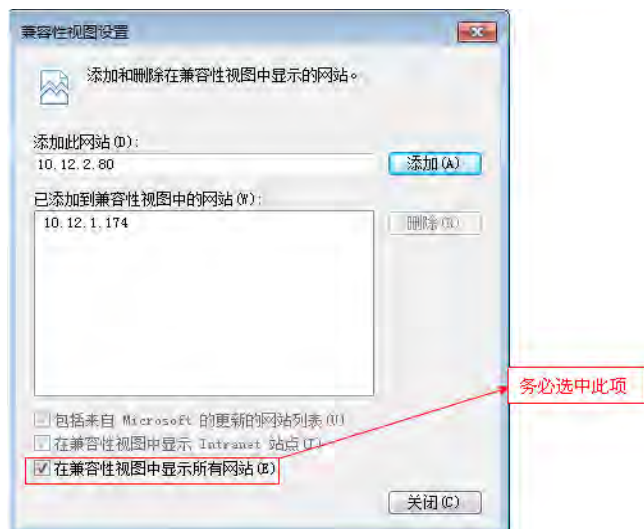 兼容性视图设置
添加和删除在兼容性视图中显示的网站。
添加此网站(D):
10.12.2.80
添加(A)
已添加到兼容性视图中的网站(W):
10.12.1.174
删除(R)
务必选中此项
包括来自 Microsoft 的更新的网站列表(U)
在兼容性视图中显示 Intranet 站点(I)
在兼容性视图中显示所有网站(E)
关闭(C)